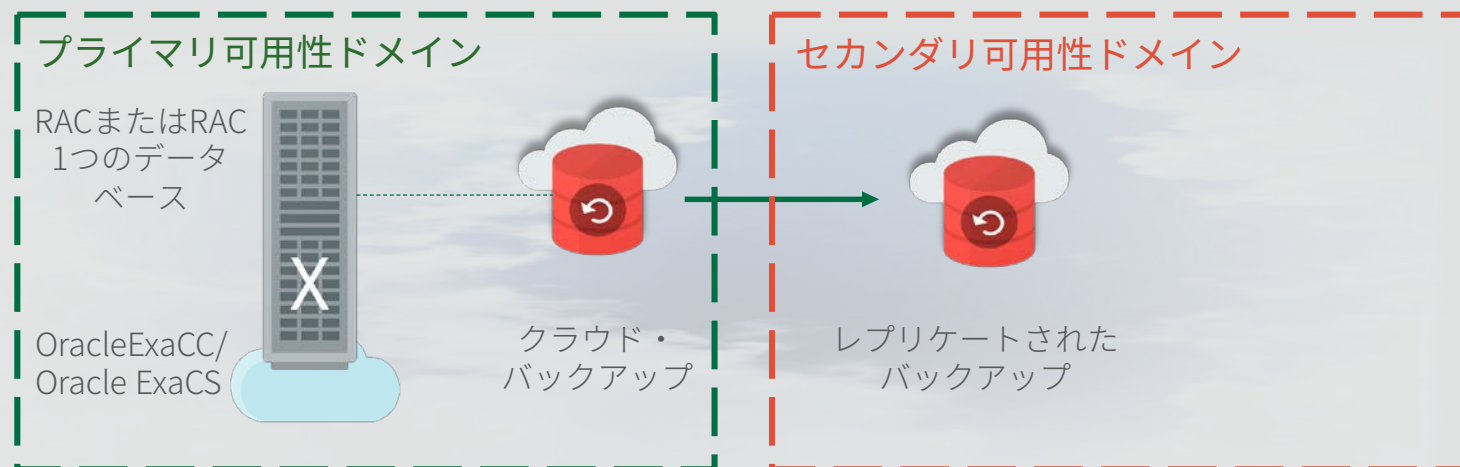 プライマリ可用性ドメイン
セカンダリ可用性ドメイン
RACまたはRAC
1つのデータ
ベース
X
OracleExaCC/
Oracle ExaCS
クラウド・
バックアップ
レプリケートされた
バックアップ